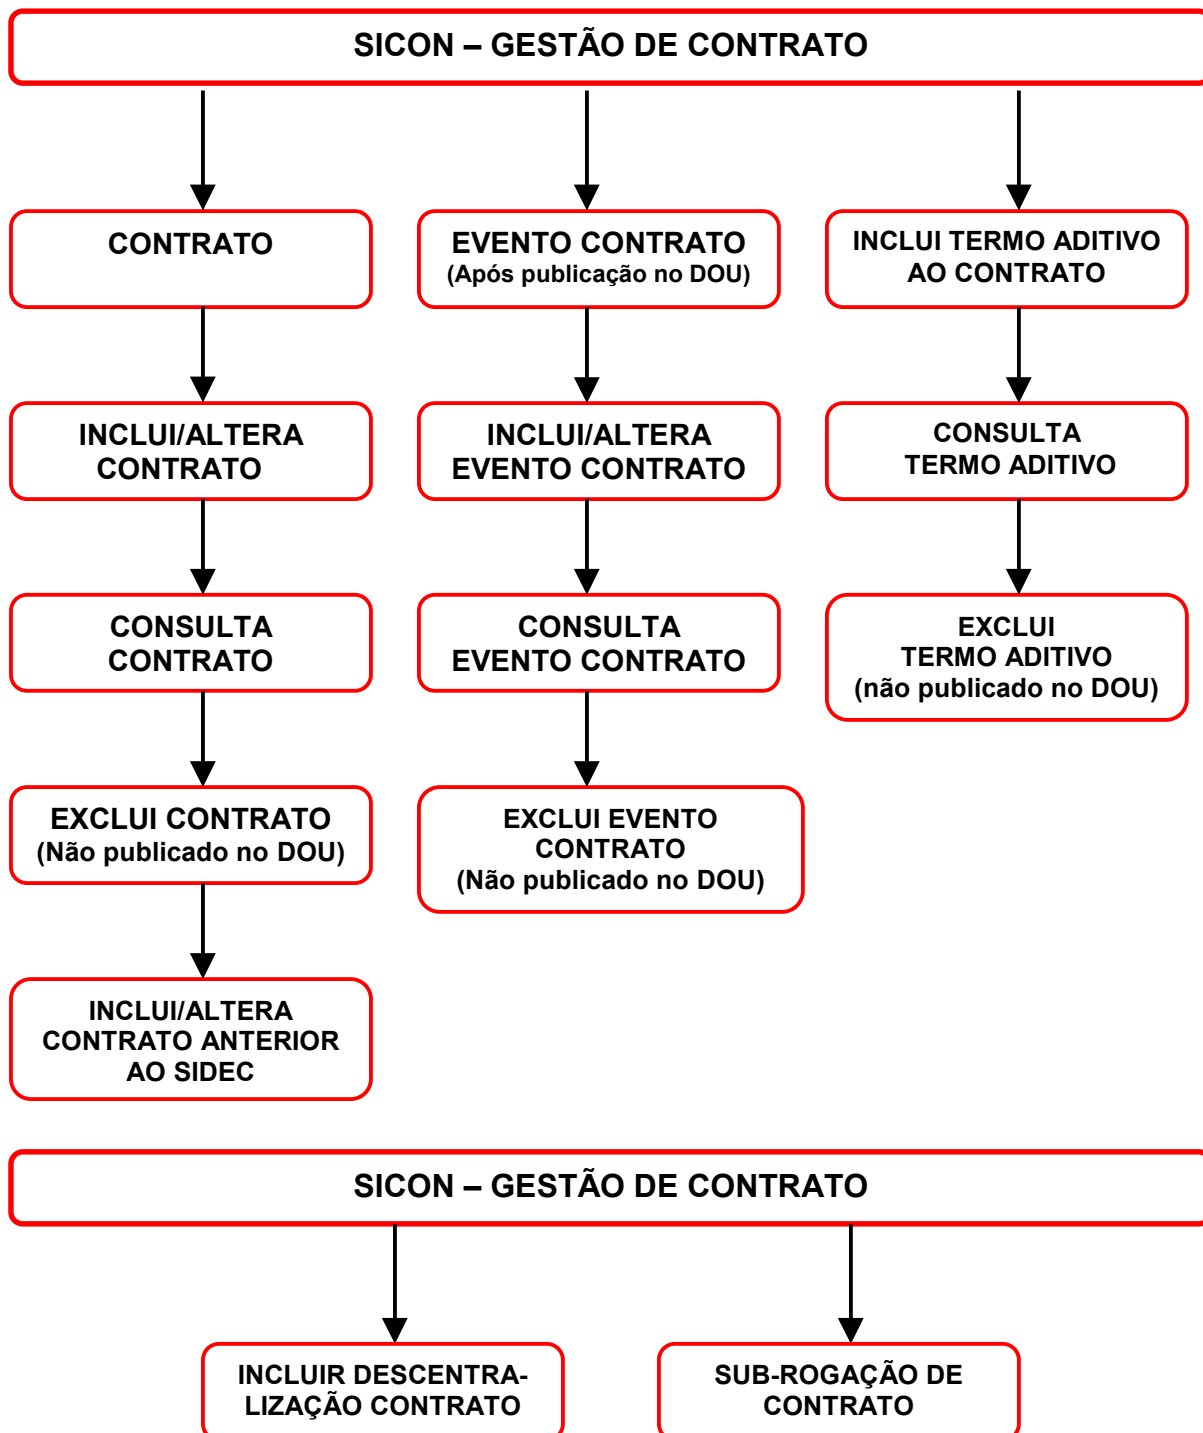 SICON – GESTÃO DE CONTRATO
CONTRATO
EVENTO CONTRATO
(Após publicação no DOU)
INCLUI TERMO ADITIVO
AO CONTRATO
INCLUI/ALTERA
CONTRATO
INCLUI/ALTERA
EVENTO CONTRATO
CONSULTA
TERMO ADITIVO
CONSULTA
CONTRATO
CONSULTA
EVENTO CONTRATO
EXCLUI
TERMO ADITIVO
(não publicado no DOU)
EXCLUI CONTRATO
(Não publicado no DOU)
EXCLUI EVENTO
CONTRATO
(Não publicado no DOU)
INCLUI/ALTERA
CONTRATO ANTERIOR
AO SIDEC
SICON – GESTÃO DE CONTRATO
INCLUIR DESCENTRA-
LIZAÇÃO CONTRATO
SUB-ROGAÇÃO DE
CONTRATO